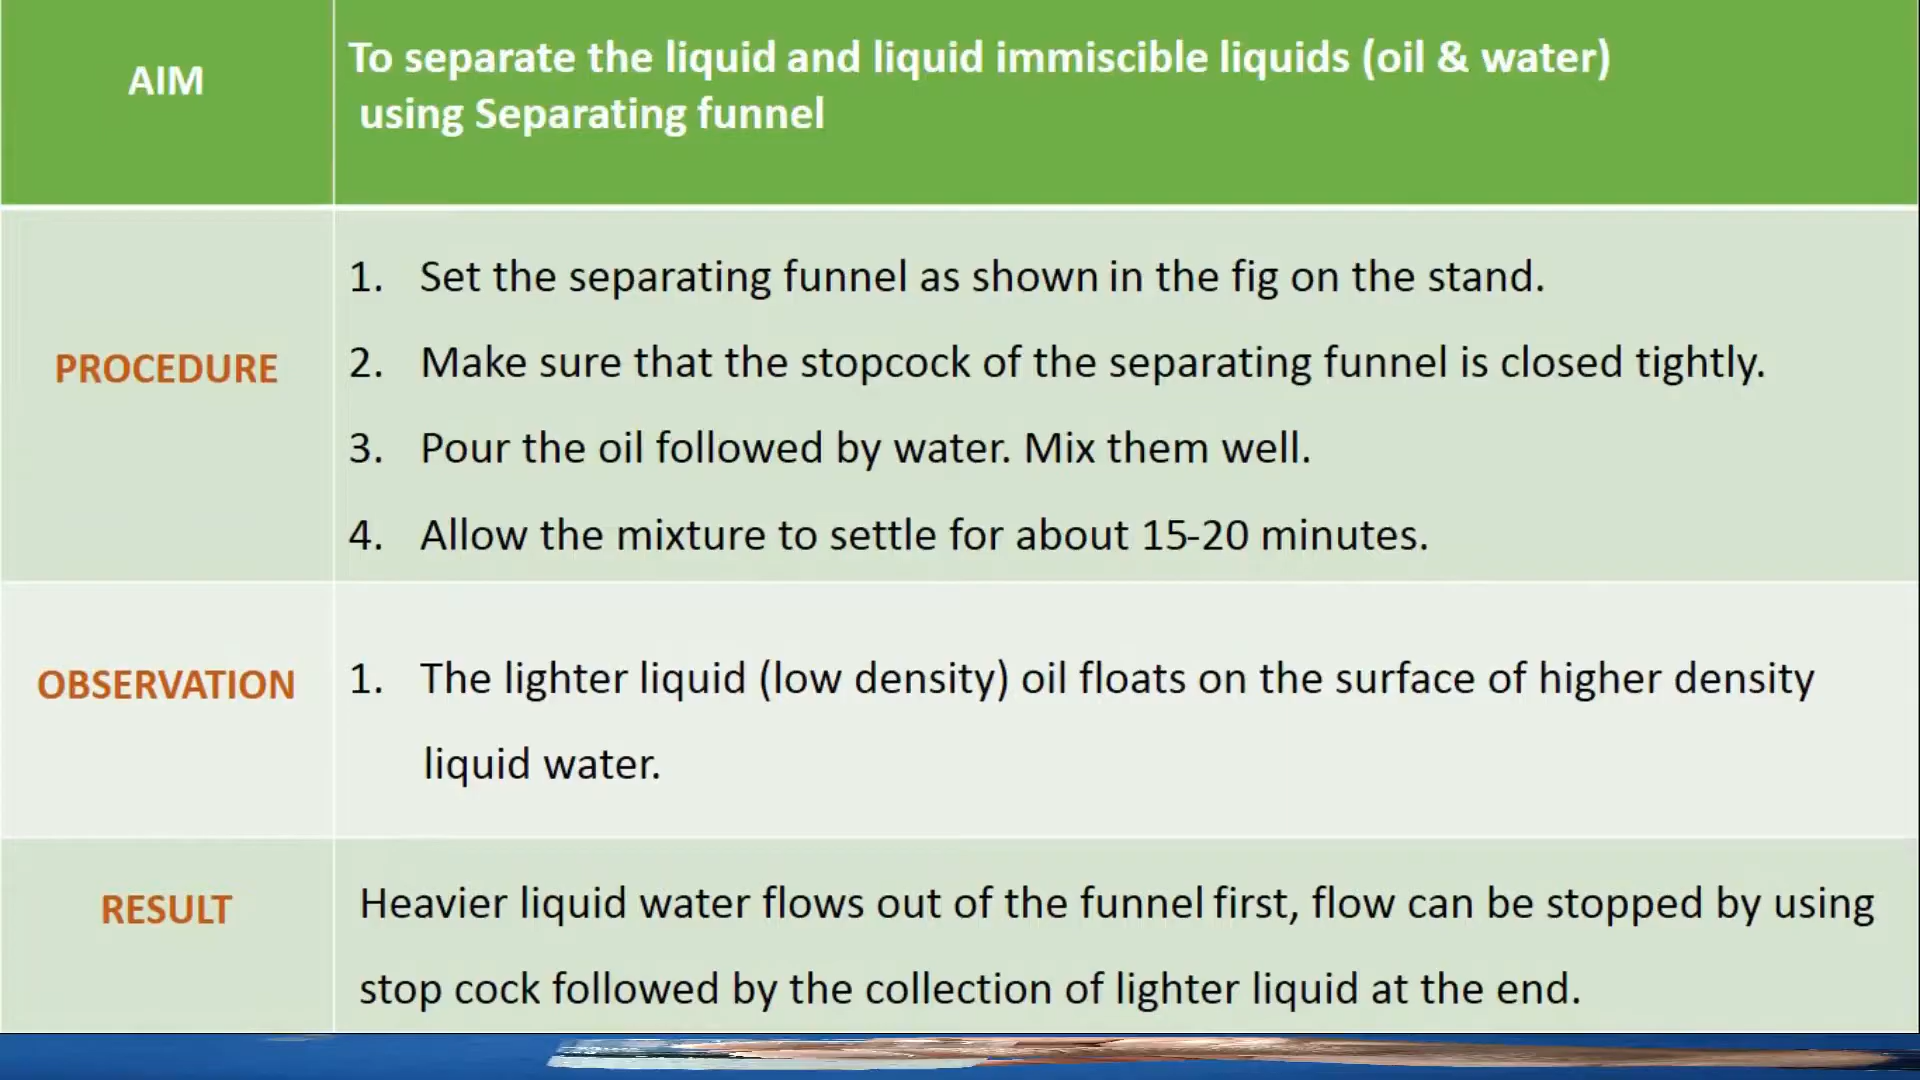 AIM
To separate the liquid and liquid immiscible liquids (oil & water)
using Separating funnel
PROCEDURE
1. Set the separating funnel as shown in the fig on the stand.
2. Make sure that the stopcock of the separating funnel is closed tightly.
3. Pour the oil followed by water. Mix them well.
4. Allow the mixture to settle for about 15-20 minutes.
OBSERVATION
1. The lighter liquid (low density) oil floats on the surface of higher density
liquid water.
RESULT
Heavier liquid water flows out of the funnel first, flow can be stopped by using
stop cock followed by the collection of lighter liquid at the end.